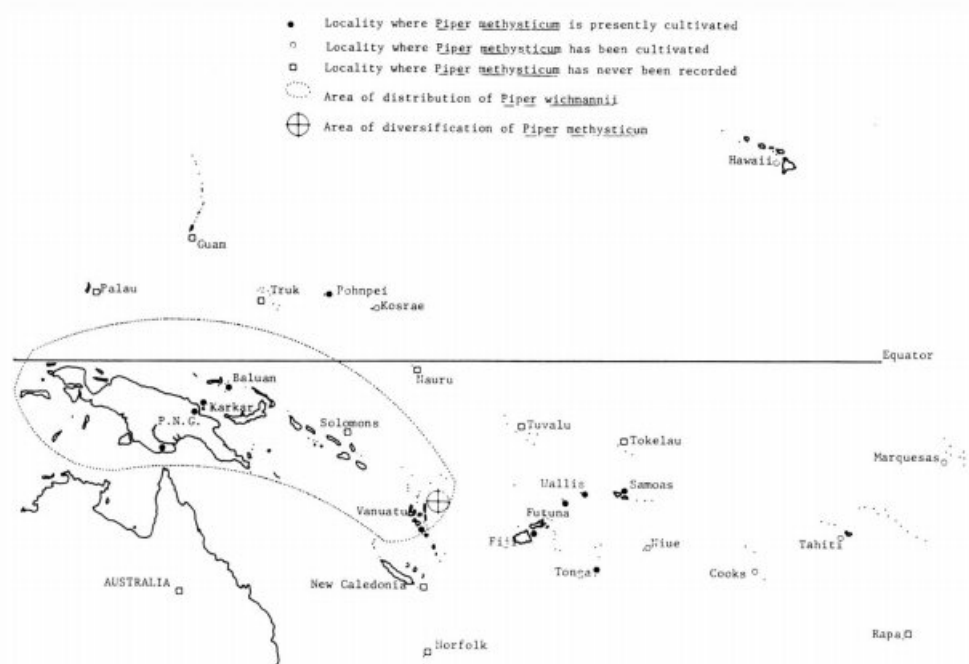 Locality where Piper methysticum is presently cultivated
Locality where Piper methysticum has been cultivated
Locality where Piper methysticum has never been recorded
Area of distribution of Piper wichmannii
Area of diversification of Piper methysticum
Hawaii
Guam
Palau
Truk
Pohnpei
Kosrae
Equator
Nauru
Baluan
Karkar
P.N.G.
Solomons
Tuvalu
Tokelau
Marquesas
Wallis
Samoas
Vanuatu
Futuna
Fiji
Niue
Tahiti
Tonga
Cooks
AUSTRALIA
New Caledonia
Rapa
Norfolk